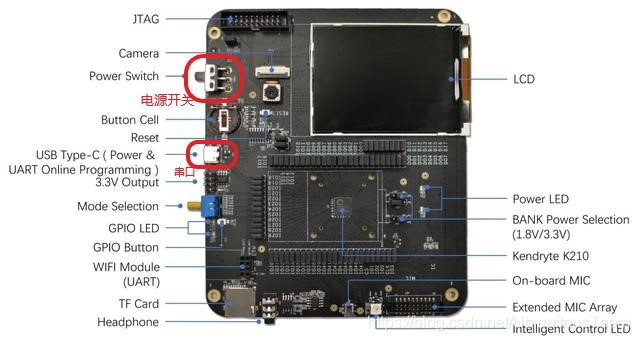 JTAG
Camera
Power Switch
电源开关
Button Cell
Reset
USB Type-C ( Power &
UART Online Programming )
串口
3.3V Output
Mode Selection
GPIO LED
GPIO Button
WIFI Module
(UART)
TF Card
Headphone
LCD
Power LED
BANK Power Selection
(1.8V/3.3V)
Kendryte K210
On-board MIC
Extended MIC Array
Intelligent Control LED